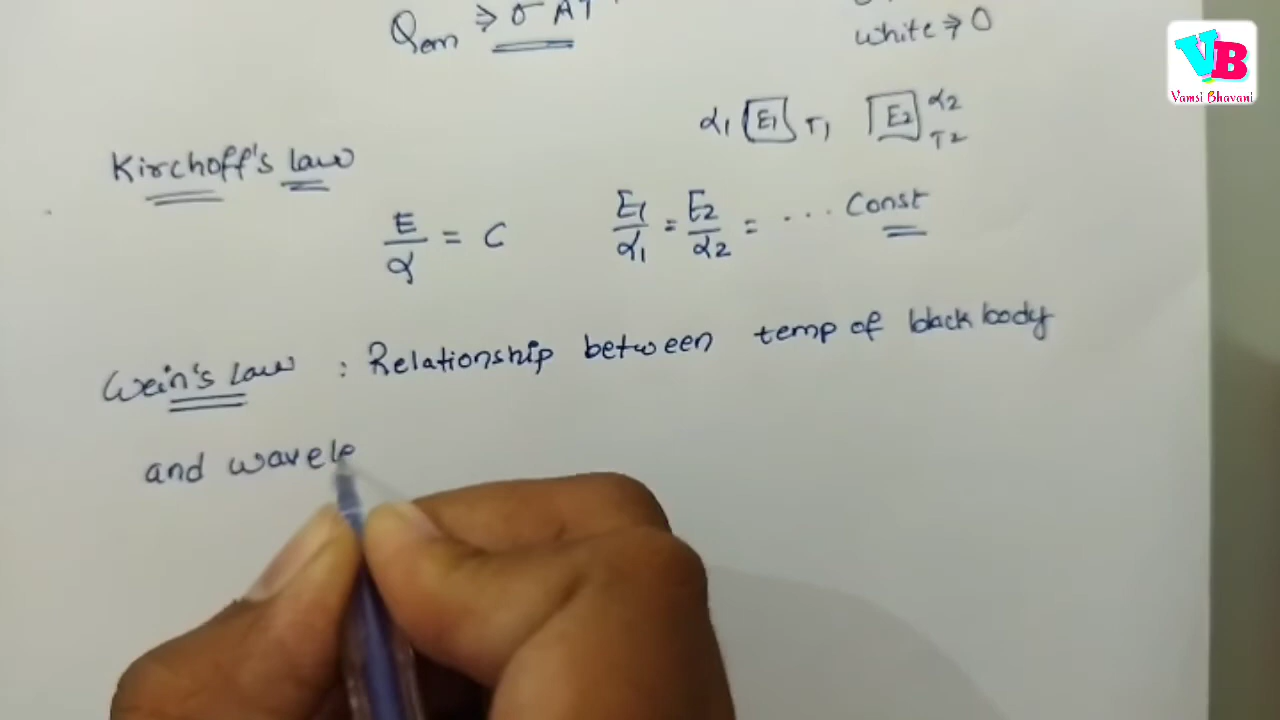 Qem ⇒ σ A T
white ⇒ 0
α1 E1 T1 E2 α2 T2
Kirchoff's law
E/α = C E1/α1 = E2/α2 = ... Const
Wein's Law : Relationship between temp of black body
and wavele
VB
Vamsi Bhavani